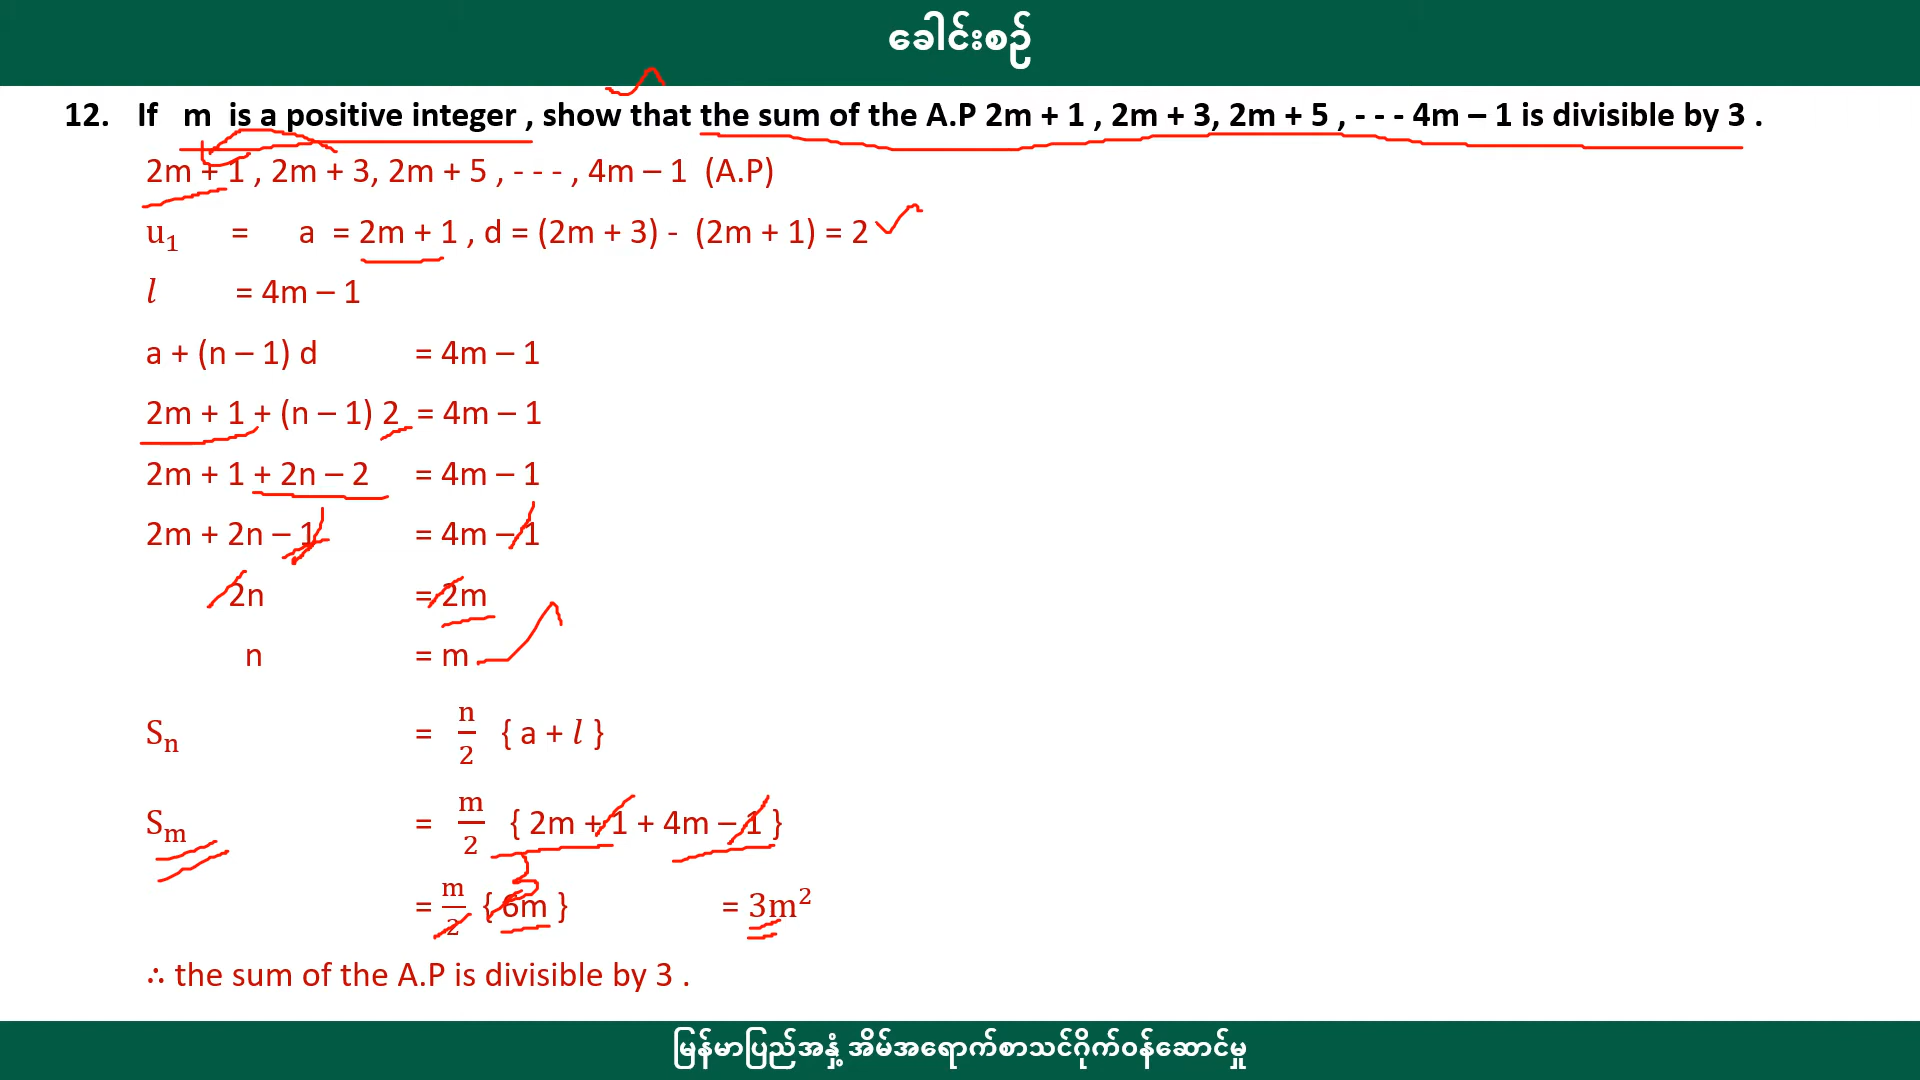 ခေါင်းစဉ်
12. If m is a positive integer , show that the sum of the A.P 2m + 1 , 2m + 3, 2m + 5 , - - - 4m – 1 is divisible by 3 .
2m + 1 , 2m + 3, 2m + 5 , - - - , 4m – 1 (A.P)
u₁ = a = 2m + 1 , d = (2m + 3) - (2m + 1) = 2
l = 4m – 1
a + (n – 1) d = 4m – 1
2m + 1 + (n – 1) 2 = 4m – 1
2m + 1 + 2n – 2 = 4m – 1
2m + 2n – 1 = 4m – 1
2n = 2m
n = m
Sₙ = n/2 { a + l }
Sₘ = m/2 { 2m + 1 + 4m – 1 }
3
= m/2 { 6m } = 3m²
∴ the sum of the A.P is divisible by 3 .
မြန်မာပြည်အနှံ့ အိမ်အရောက်စာသင်ဂိုက်ဝန်ဆောင်မှု